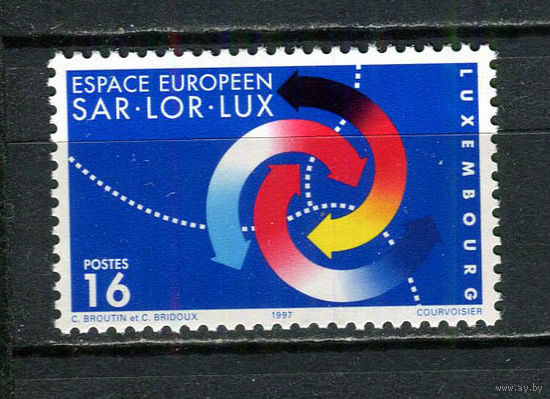 ESPACE EUROPEEN
SAR·LOR·LUX
LUXEMBOURG
POSTES
16
C. BROUTIN et C. BRIDOUX 1997 COURVOISIER
www.ay.by